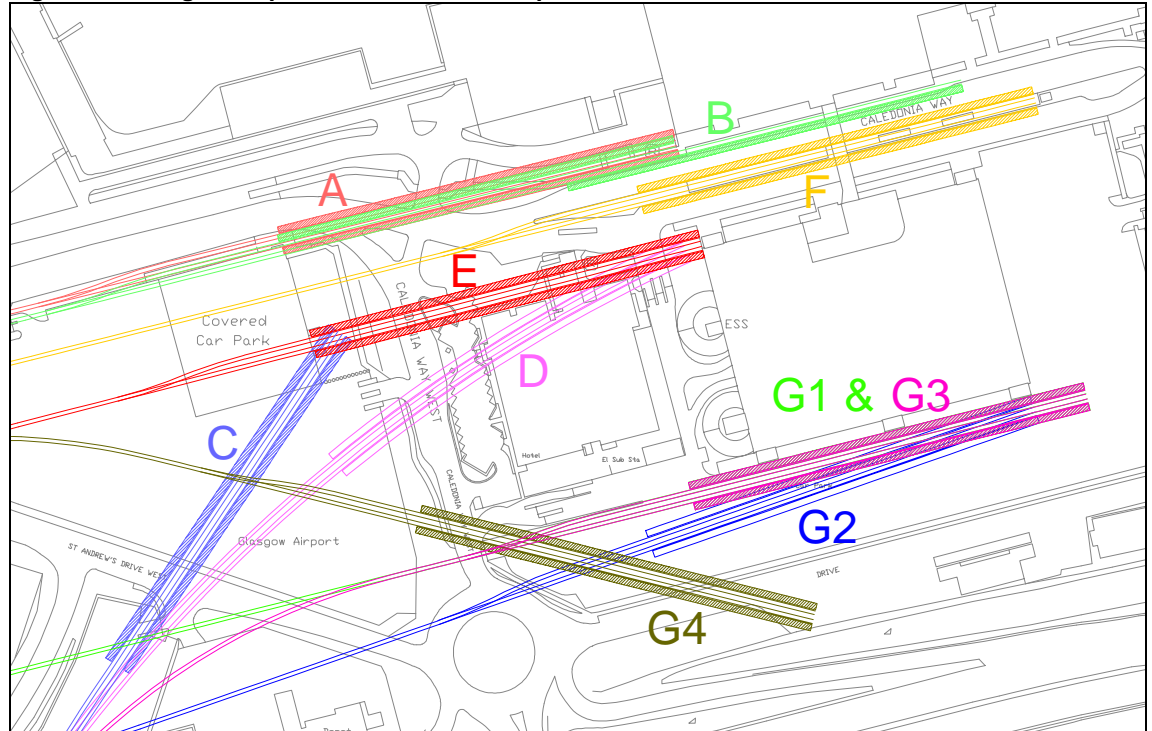 B
CALEDONIA WAY
A
F
E
Covered
Car Park
CALEDONIA WAY WEST
ESS
D
G1 & G3
C
Hotel
El Sub Sta
CALEDONIA
G2
Glasgow Airport
ST ANDREW'S DRIVE WEST
DRIVE
G4